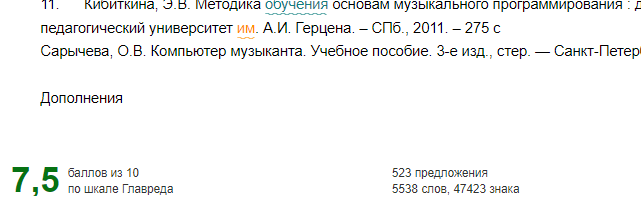 11. Кибиткина, Э.В. Методика обучения основам музыкального программирования :
педагогический университет им. А.И. Герцена. – СПб., 2011. – 275 с
Сарычева, О.В. Компьютер музыканта. Учебное пособие. 3-е изд., стер. — Санкт-Петер
Дополнения
7,5 баллов из 10
по шкале Главреда
523 предложения
5538 слов, 47423 знака